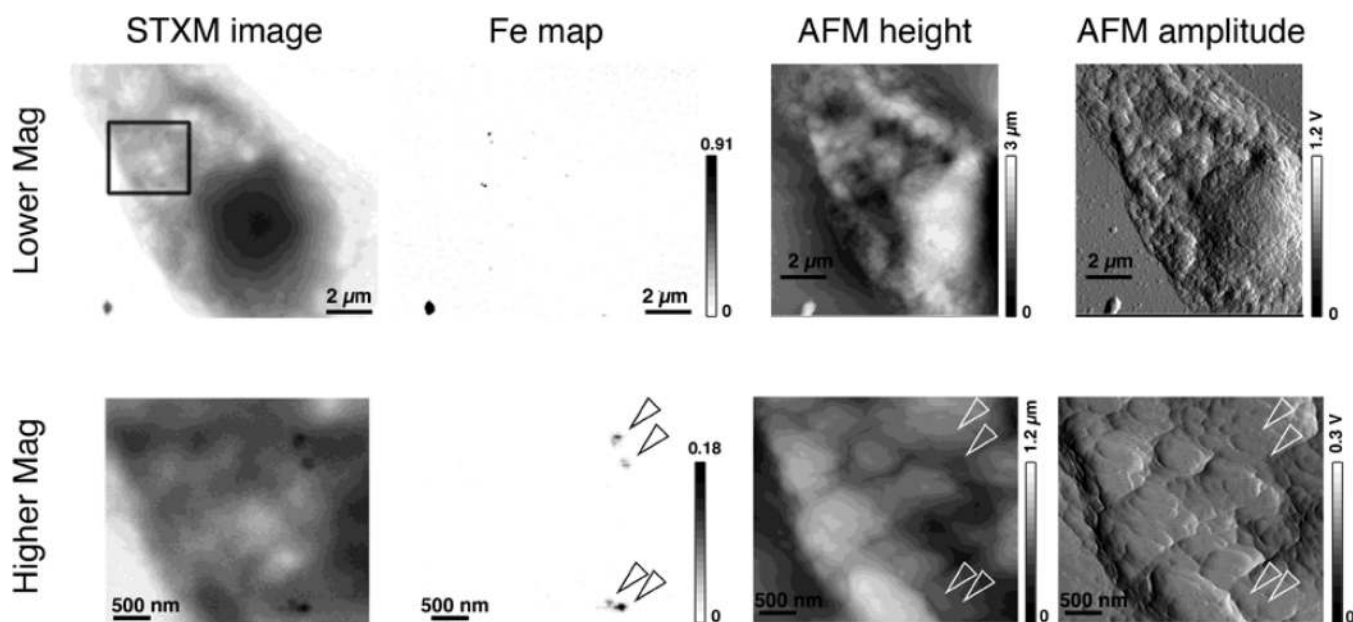 STXM image Fe map AFM height AFM amplitude
Lower Mag
2 µm
2 µm
0.91
0
2 µm
3 µm
0
2 µm
1.2 V
0
Higher Mag
500 nm
500 nm
0.18
0
500 nm
1.2 µm
0
500 nm
0.3 V
0